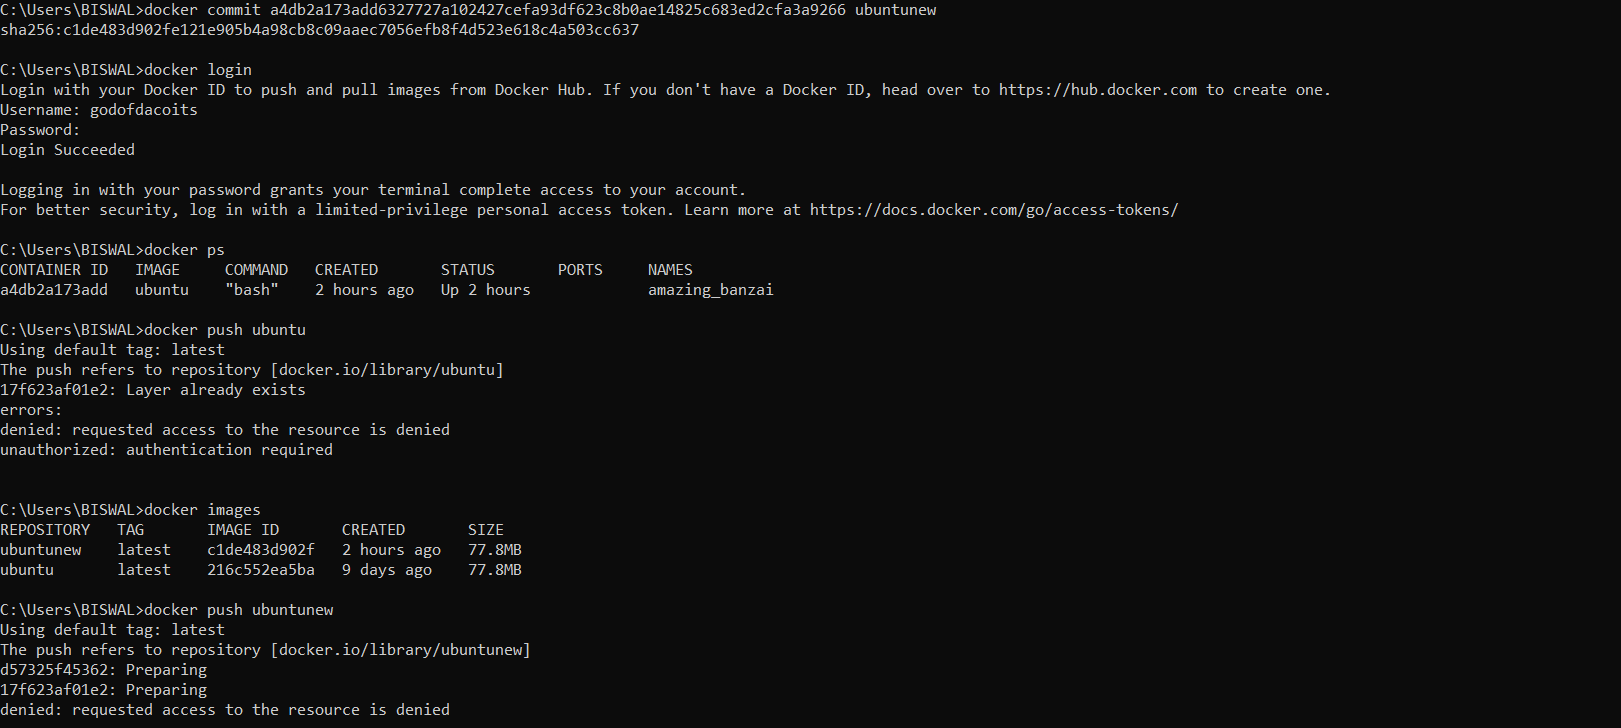 C:\Users\BISWAL>docker commit a4db2a173add6327727a102427cefa93df623c8b0ae14825c683ed2cfa3a9266 ubuntunew
sha256:c1de483d902fe121e905b4a98cb8c09aaec7056efb8f4d523e618c4a503cc637
C:\Users\BISWAL>docker login
Login with your Docker ID to push and pull images from Docker Hub. If you don't have a Docker ID, head over to https://hub.docker.com to create one.
Username: godofdacoits
Password:
Login Succeeded
Logging in with your password grants your terminal complete access to your account.
For better security, log in with a limited-privilege personal access token. Learn more at https://docs.docker.com/go/access-tokens/
C:\Users\BISWAL>docker ps
CONTAINER ID   IMAGE     COMMAND   CREATED       STATUS       PORTS     NAMES
a4db2a173add   ubuntu    "bash"    2 hours ago   Up 2 hours             amazing_banzai
C:\Users\BISWAL>docker push ubuntu
Using default tag: latest
The push refers to repository [docker.io/library/ubuntu]
17f623af01e2: Layer already exists
errors:
denied: requested access to the resource is denied
unauthorized: authentication required
C:\Users\BISWAL>docker images
REPOSITORY   TAG       IMAGE ID       CREATED       SIZE
ubuntunew    latest    c1de483d902f   2 hours ago   77.8MB
ubuntu       latest    216c552ea5ba   9 days ago    77.8MB
C:\Users\BISWAL>docker push ubuntunew
Using default tag: latest
The push refers to repository [docker.io/library/ubuntunew]
d57325f45362: Preparing
17f623af01e2: Preparing
denied: requested access to the resource is denied